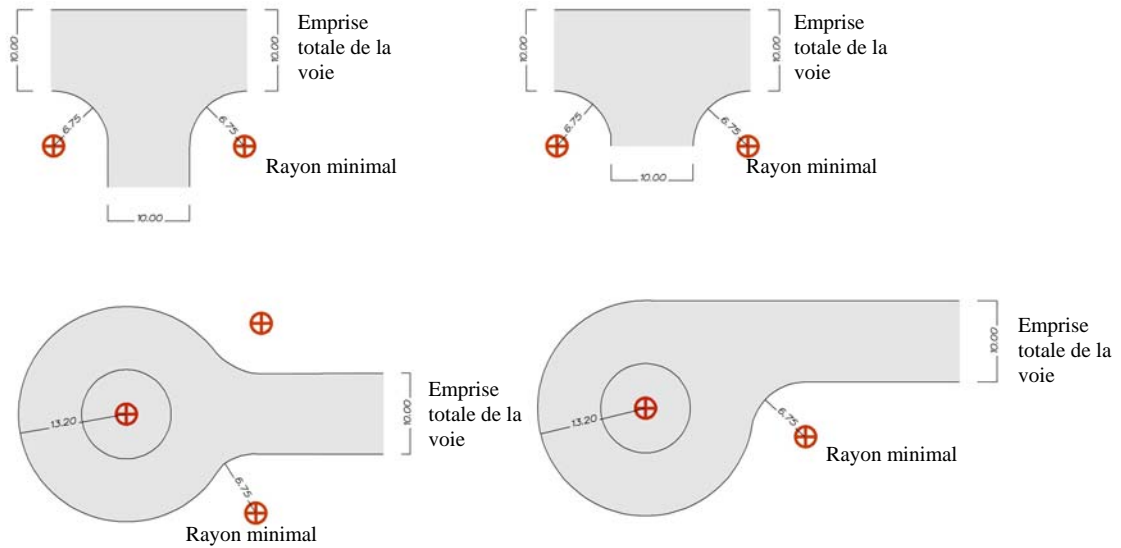 10.00
10.00
Emprise
totale de la
voie
6.75
6.75
Rayon minimal
10.00
10.00
10.00
Emprise
totale de la
voie
6.75
6.75
Rayon minimal
10.00
13.20
10.00
Emprise
totale de la
voie
6.75
Rayon minimal
13.20
10.00
Emprise
totale de la
voie
6.75
Rayon minimal